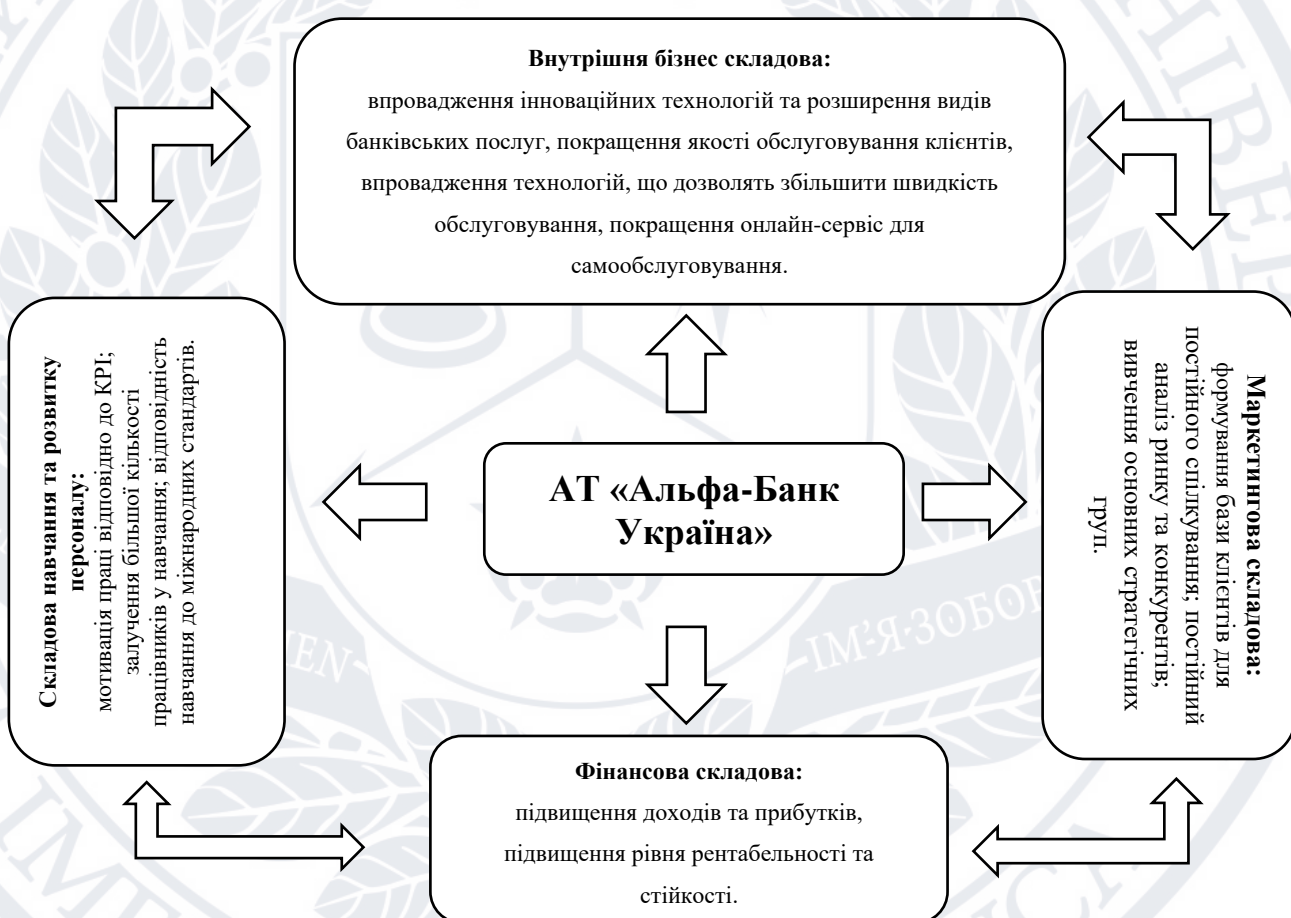 Внутрішня бізнес складова:
впровадження інноваційних технологій та розширення видів
банківських послуг, покращення якості обслуговування клієнтів,
впровадження технологій, що дозволять збільшити швидкість
обслуговування, покращення онлайн-сервіс для
самообслуговування.
Складова навчання та розвитку
персоналу:
мотивація праці відповідно до KPI;
залучення більшої кількості
працівників у навчання; відповідність
навчання до міжнародних стандартів.
АТ «Альфа-Банк
Україна»
Маркетингова складова:
формування бази клієнтів для
постійного спілкування; постійний
аналіз ринку та конкурентів;
вивчення основних стратегічних
груп.
Фінансова складова:
підвищення доходів та прибутків,
підвищення рівня рентабельності та
стійкості.